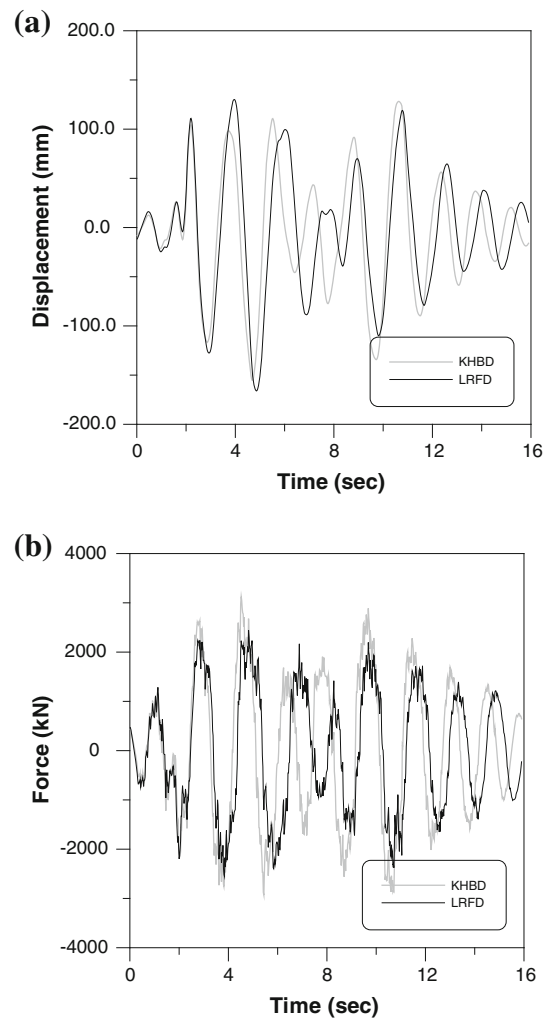 (a)
200.0
100.0
0.0
-100.0
-200.0
Displacement (mm)
KHBD
LRFD
0 4 8 12 16
Time (sec)
(b)
4000
2000
0
-2000
-4000
Force (kN)
KHBD
LRFD
0 4 8 12 16
Time (sec)